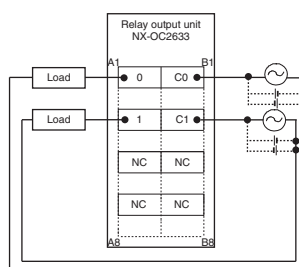 Relay output unit
NX-OC2633
A1 B1
Load 0 C0
Load 1 C1
NC NC
NC NC
A8 B8